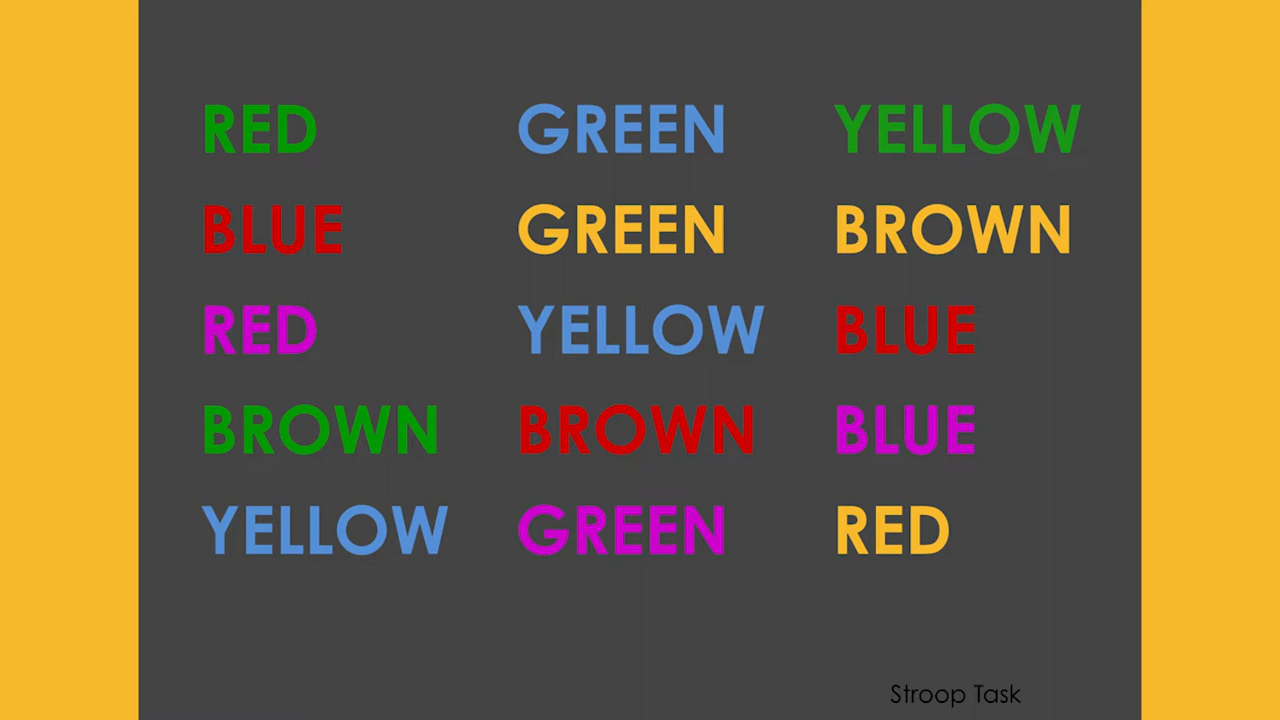 RED GREEN YELLOW
BLUE GREEN BROWN
RED YELLOW BLUE
BROWN BROWN BLUE
YELLOW GREEN RED
Stroop Task